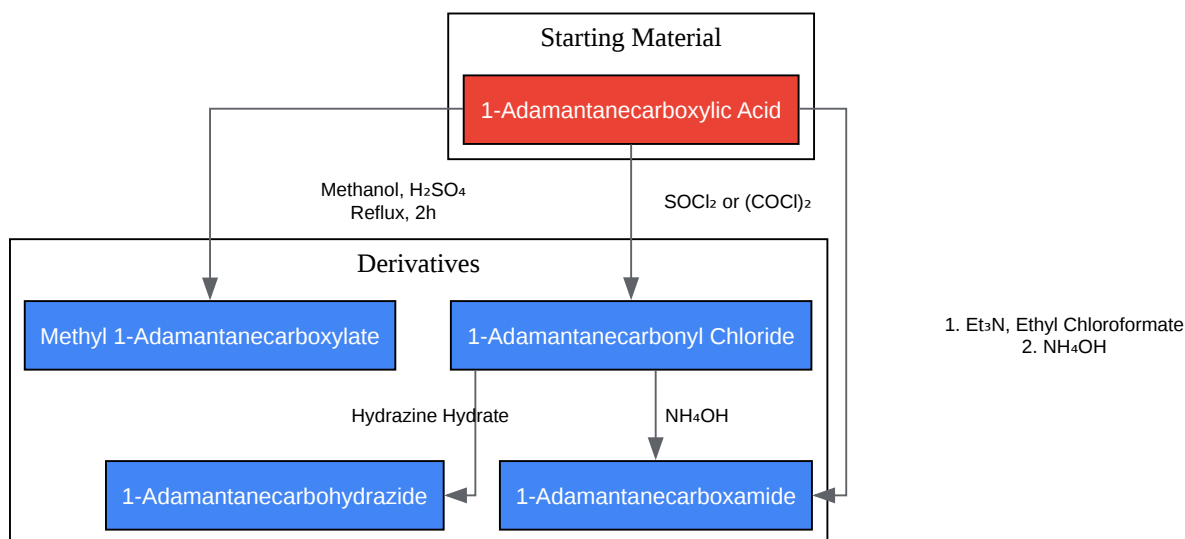 Starting Material
1-Adamantanecarboxylic Acid
Methanol, H₂SO₄
Reflux, 2h
SOCl₂ or (COCl)₂
Derivatives
Methyl 1-Adamantanecarboxylate
1-Adamantanecarbonyl Chloride
1. Et₃N, Ethyl Chloroformate
2. NH₄OH
Hydrazine Hydrate
NH₄OH
1-Adamantanecarbohydrazide
1-Adamantanecarboxamide